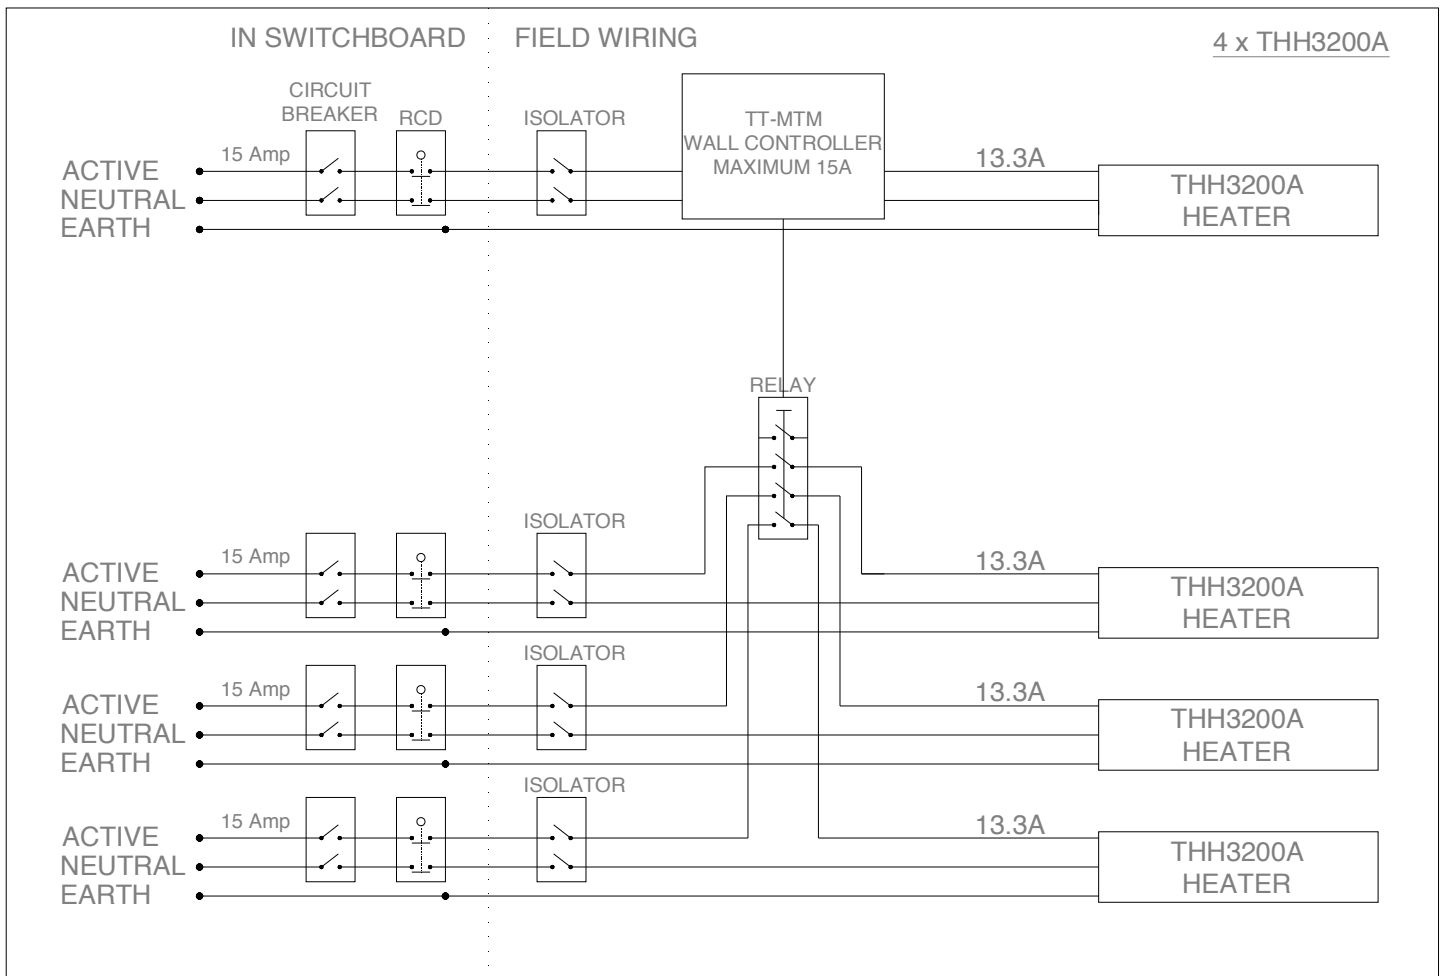 IN SWITCHBOARD
FIELD WIRING
4 x THH3200A
CIRCUIT
BREAKER
RCD
ISOLATOR
TT-MTM
WALL CONTROLLER
MAXIMUM 15A
15 Amp
13.3A
ACTIVE
NEUTRAL
EARTH
THH3200A
HEATER
RELAY
ISOLATOR
15 Amp
13.3A
ACTIVE
NEUTRAL
EARTH
THH3200A
HEATER
ISOLATOR
15 Amp
13.3A
ACTIVE
NEUTRAL
EARTH
THH3200A
HEATER
ISOLATOR
15 Amp
13.3A
ACTIVE
NEUTRAL
EARTH
THH3200A
HEATER